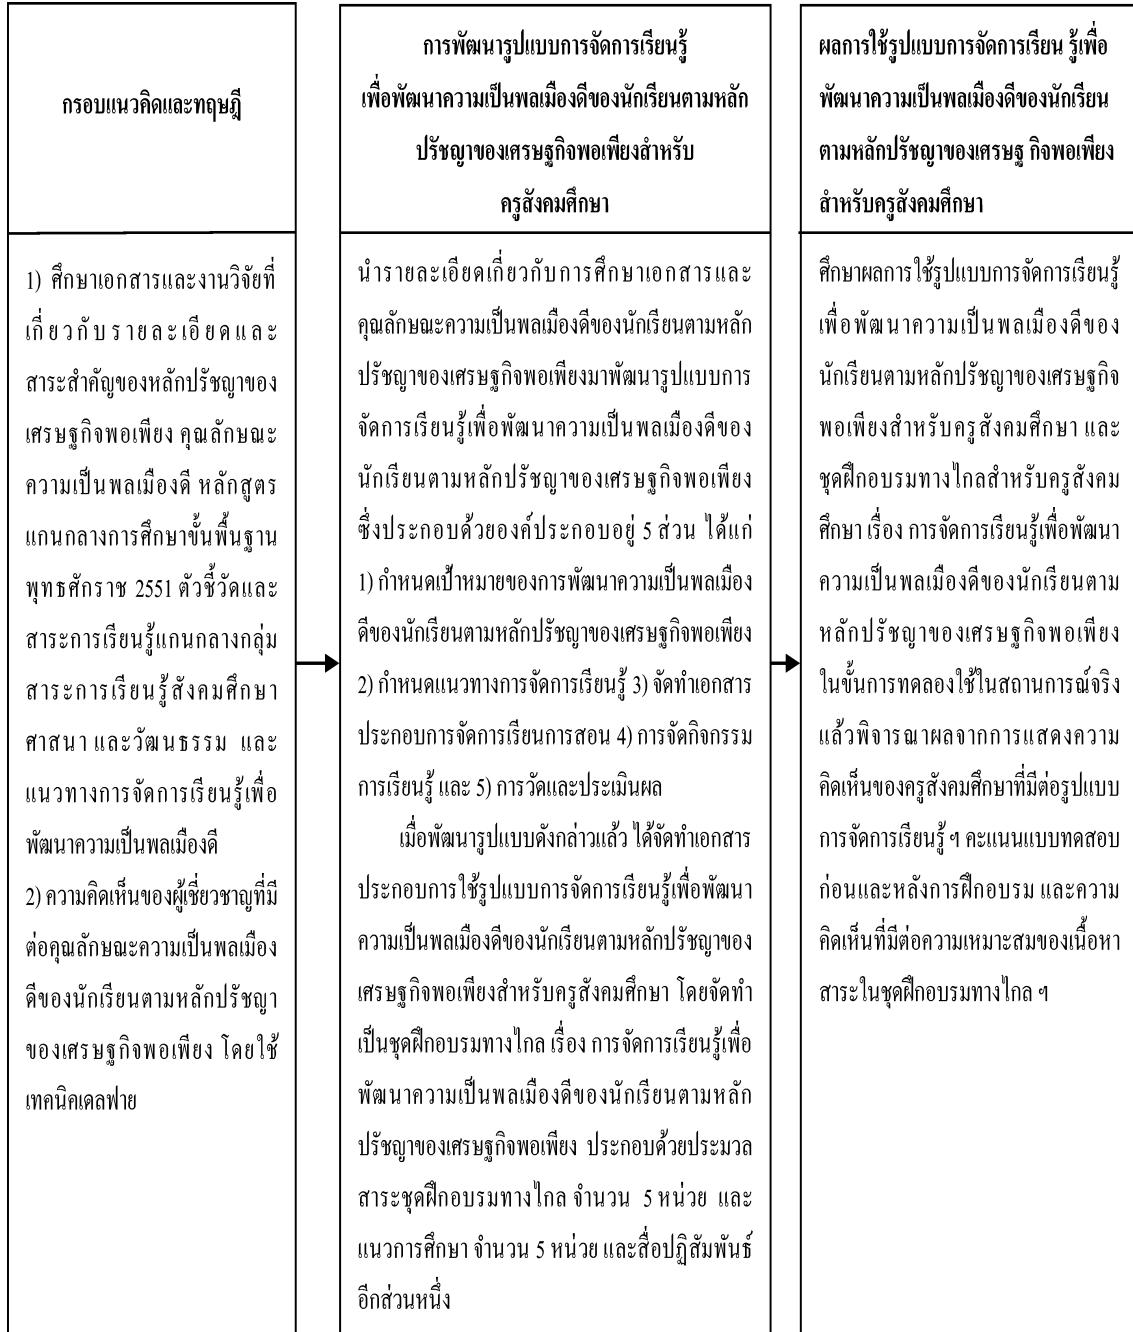 กรอบแนวคิดและทฤษฎี
1) ศึกษาเอกสารและงานวิจัยที่
เกี่ยวกับรายละเอียดและ
สาระสำคัญของหลักปรัชญาของ
เศรษฐกิจพอเพียง คุณลักษณะ
ความเป็นพลเมืองดี หลักสูตร
แกนกลางการศึกษาขั้นพื้นฐาน
พุทธศักราช 2551 ตัวชี้วัดและ
สาระการเรียนรู้แกนกลางกลุ่ม
สาระการเรียนรู้สังคมศึกษา
ศาสนา และวัฒนธรรม และ
แนวทางการจัดการเรียนรู้เพื่อ
พัฒนาความเป็นพลเมืองดี
2) ความคิดเห็นของผู้เชี่ยวชาญที่มี
ต่อคุณลักษณะความเป็นพลเมือง
ดีของนักเรียนตามหลักปรัชญา
ของเศรษฐกิจพอเพียง โดยใช้
เทคนิคเดลฟาย
การพัฒนารูปแบบการจัดการเรียนรู้
เพื่อพัฒนาความเป็นพลเมืองดีของนักเรียนตามหลัก
ปรัชญาของเศรษฐกิจพอเพียงสำหรับ
ครูสังคมศึกษา
นำรายละเอียดเกี่ยวกับการศึกษาเอกสารและ
คุณลักษณะความเป็นพลเมืองดีของนักเรียนตามหลัก
ปรัชญาของเศรษฐกิจพอเพียงมาพัฒนารูปแบบการ
จัดการเรียนรู้เพื่อพัฒนาความเป็นพลเมืองดีของ
นักเรียนตามหลักปรัชญาของเศรษฐกิจพอเพียง
ซึ่งประกอบด้วยองค์ประกอบอยู่ 5 ส่วน ได้แก่
1) กำหนดเป้าหมายของการพัฒนาความเป็นพลเมือง
ดีของนักเรียนตามหลักปรัชญาของเศรษฐกิจพอเพียง
2) กำหนดแนวทางการจัดการเรียนรู้ 3) จัดทำเอกสาร
ประกอบการจัดการเรียนการสอน 4) การจัดกิจกรรม
การเรียนรู้ และ 5) การวัดและประเมินผล
เมื่อพัฒนารูปแบบดังกล่าวแล้ว ได้จัดทำเอกสาร
ประกอบการใช้รูปแบบการจัดการเรียนรู้เพื่อพัฒนา
ความเป็นพลเมืองดีของนักเรียนตามหลักปรัชญาของ
เศรษฐกิจพอเพียงสำหรับครูสังคมศึกษา โดยจัดทำ
เป็นชุดฝึกอบรมทางไกล เรื่อง การจัดการเรียนรู้เพื่อ
พัฒนาความเป็นพลเมืองดีของนักเรียนตามหลัก
ปรัชญาของเศรษฐกิจพอเพียง ประกอบด้วยประมวล
สาระชุดฝึกอบรมทางไกล จำนวน 5 หน่วย และ
แนวการศึกษา จำนวน 5 หน่วย และสื่อปฏิสัมพันธ์
อีกส่วนหนึ่ง
ผลการใช้รูปแบบการจัดการเรียน รู้เพื่อ
พัฒนาความเป็นพลเมืองดีของนักเรียน
ตามหลักปรัชญาของเศรษฐ กิจพอเพียง
สำหรับครูสังคมศึกษา
ศึกษาผลการใช้รูปแบบการจัดการเรียนรู้
เพื่อพัฒนาความเป็นพลเมืองดีของ
นักเรียนตามหลักปรัชญาของเศรษฐกิจ
พอเพียงสำหรับครูสังคมศึกษา และ
ชุดฝึกอบรมทางไกลสำหรับครูสังคม
ศึกษา เรื่อง การจัดการเรียนรู้เพื่อพัฒนา
ความเป็นพลเมืองดีของนักเรียนตาม
หลักปรัชญาของเศรษฐกิจพอเพียง
ในขั้นการทดลองใช้ในสถานการณ์จริง
แล้วพิจารณาผลจากการแสดงความ
คิดเห็นของครูสังคมศึกษาที่มีต่อรูปแบบ
การจัดการเรียนรู้ ฯ คะแนนแบบทดสอบ
ก่อนและหลังการฝึกอบรม และความ
คิดเห็นที่มีต่อความเหมาะสมของเนื้อหา
สาระในชุดฝึกอบรมทางไกล ฯ